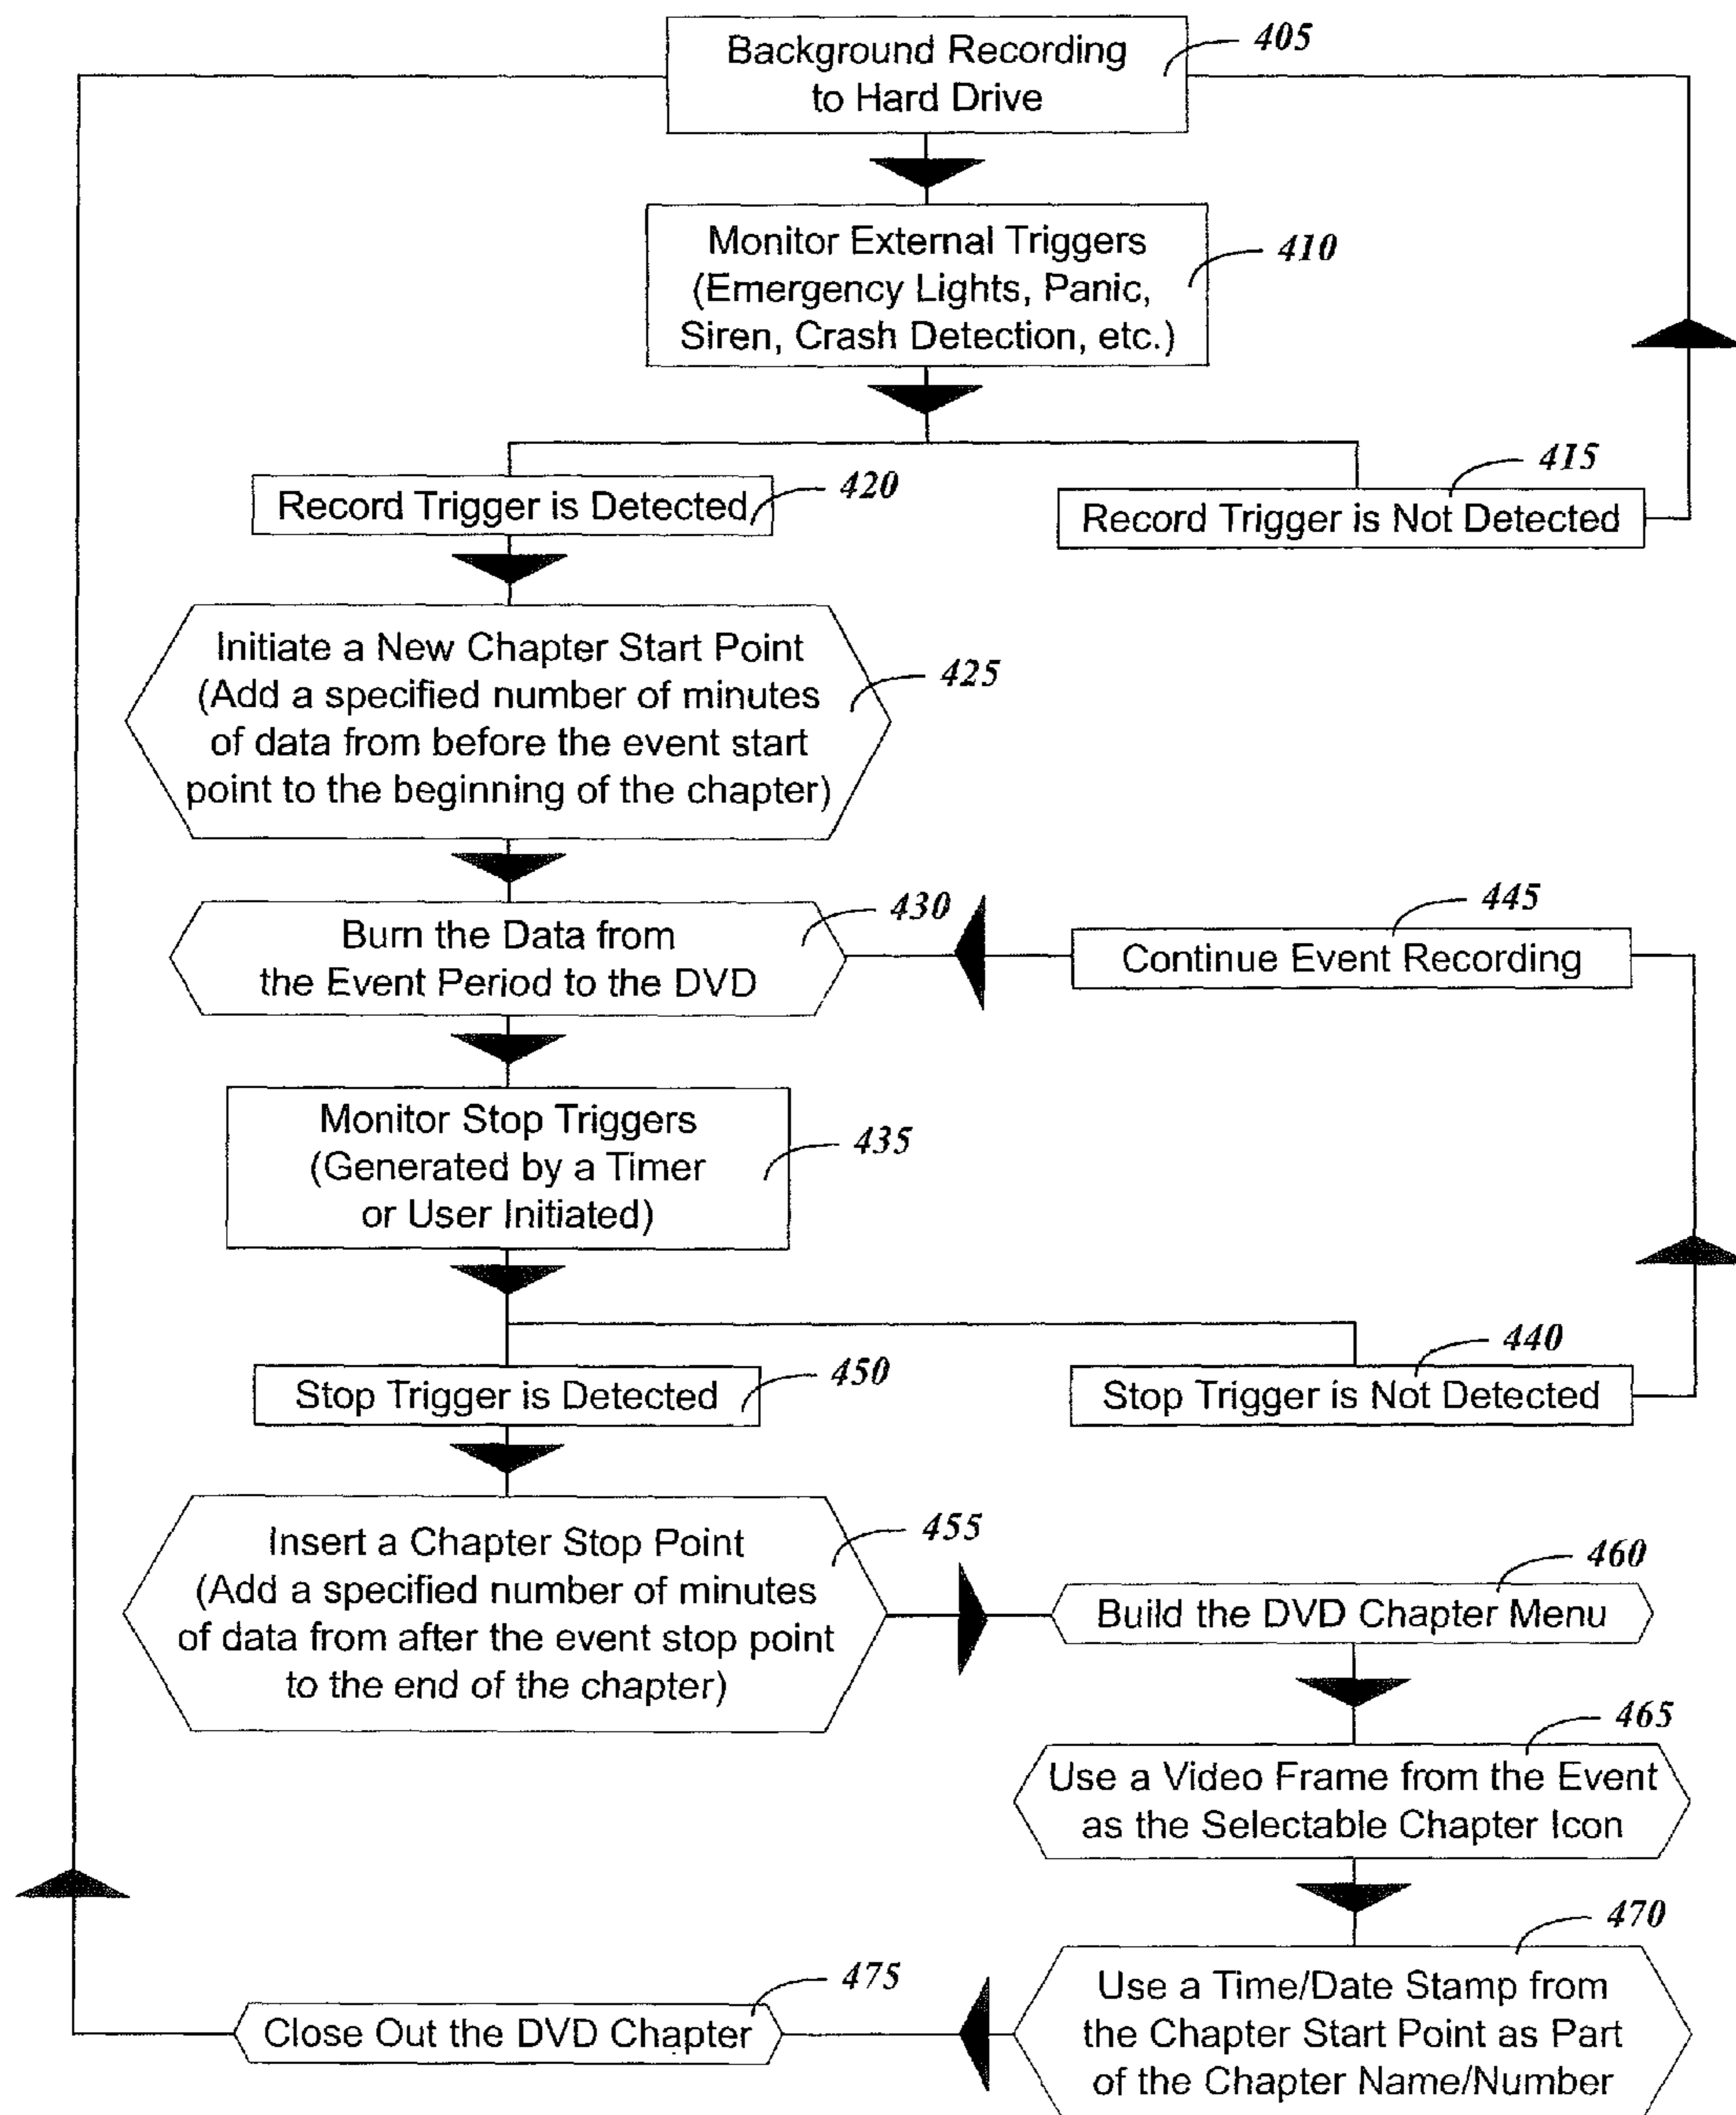 Background Recording
to Hard Drive
405
Monitor External Triggers
(Emergency Lights, Panic,
Siren, Crash Detection, etc.)
410
Record Trigger is Detected
420
Record Trigger is Not Detected
415
Initiate a New Chapter Start Point
(Add a specified number of minutes
of data from before the event start
point to the beginning of the chapter)
425
Burn the Data from
the Event Period to the DVD
430
Continue Event Recording
445
Monitor Stop Triggers
(Generated by a Timer
or User Initiated)
435
Stop Trigger is Detected
450
Stop Trigger is Not Detected
440
Insert a Chapter Stop Point
(Add a specified number of minutes
of data from after the event stop point
to the end of the chapter)
455
Build the DVD Chapter Menu
460
Use a Video Frame from the Event
as the Selectable Chapter Icon
465
Use a Time/Date Stamp from
the Chapter Start Point as Part
of the Chapter Name/Number
470
Close Out the DVD Chapter
475